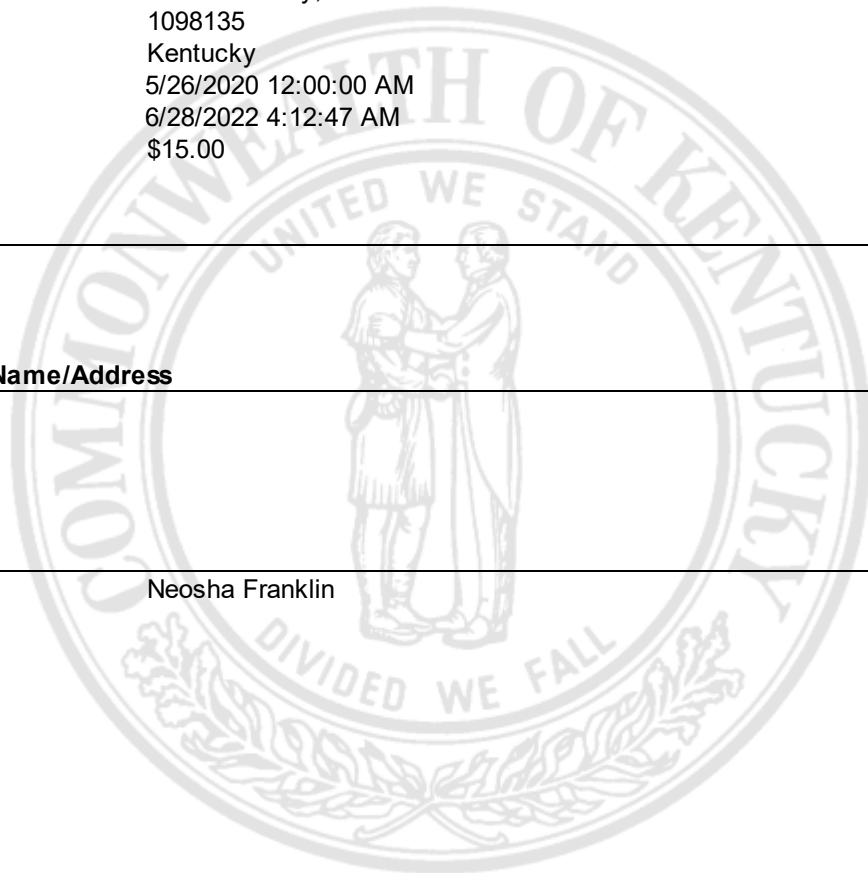 1098135
Kentucky
5/26/2020 12:00:00 AM
6/28/2022 4:12:47 AM
$15.00
COMMONWEALTH OF KENTUCKY
UNITED WE STAND
Name/Address
Neosha Franklin
DIVIDED WE FALL